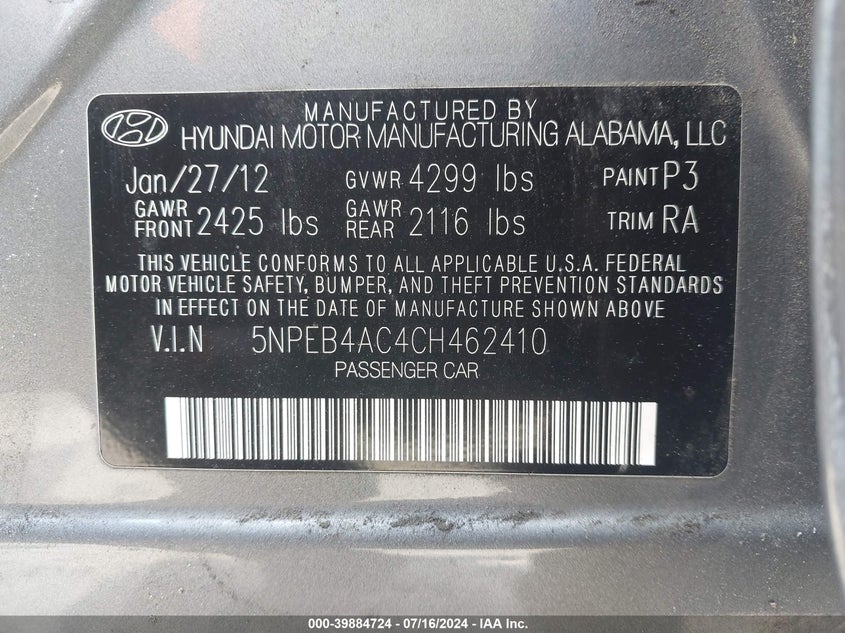 MANUFACTURED BY
HYUNDAI MOTOR MANUFACTURING ALABAMA, LLC
Jan/27/12 GVWR 4299 lbs PAINT P3
GAWR FRONT 2425 lbs GAWR REAR 2116 lbs TRIM RA
THIS VEHICLE CONFORMS TO ALL APPLICABLE U.S.A. FEDERAL
MOTOR VEHICLE SAFETY, BUMPER, AND THEFT PREVENTION STANDARDS
IN EFFECT ON THE DATE OF MANUFACTURE SHOWN ABOVE
V.I.N 5NPEB4AC4CH462410
PASSENGER CAR
000-39884724 - 07/16/2024 - IAA Inc.